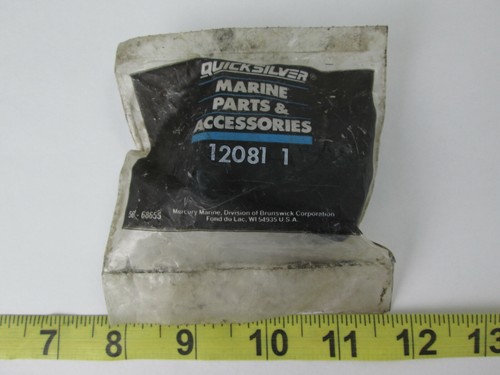 QUICKSILVER®
MARINE
PARTS &
ACCESSORIES
12081 1
Mercury Marine, Division of Brunswick Corporation
Fond du Lac, WI 54935 U.S.A.
7 8 9 10 11 12 13